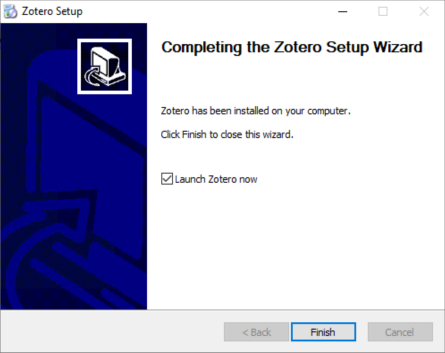 Zotero Setup
Completing the Zotero Setup Wizard
Zotero has been installed on your computer.
Click Finish to close this wizard.
Launch Zotero now
< Back
Finish
Cancel